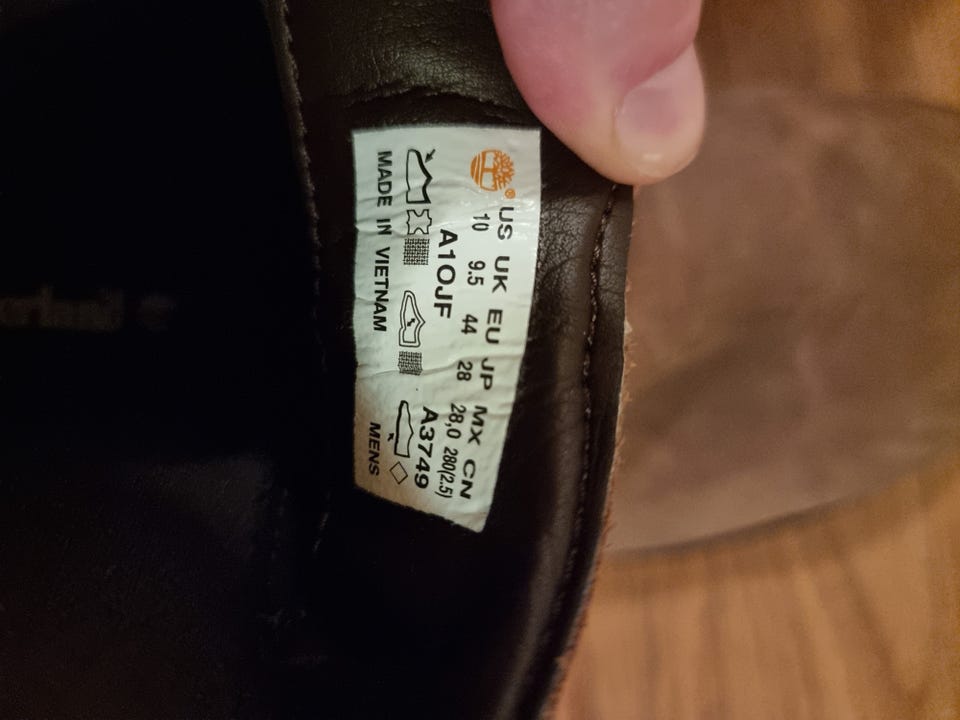 US UK EU JP MX CN
10 9.5 44 28 28,0 280(2.5)
A1OJF A3749
MADE IN VIETNAM MENS